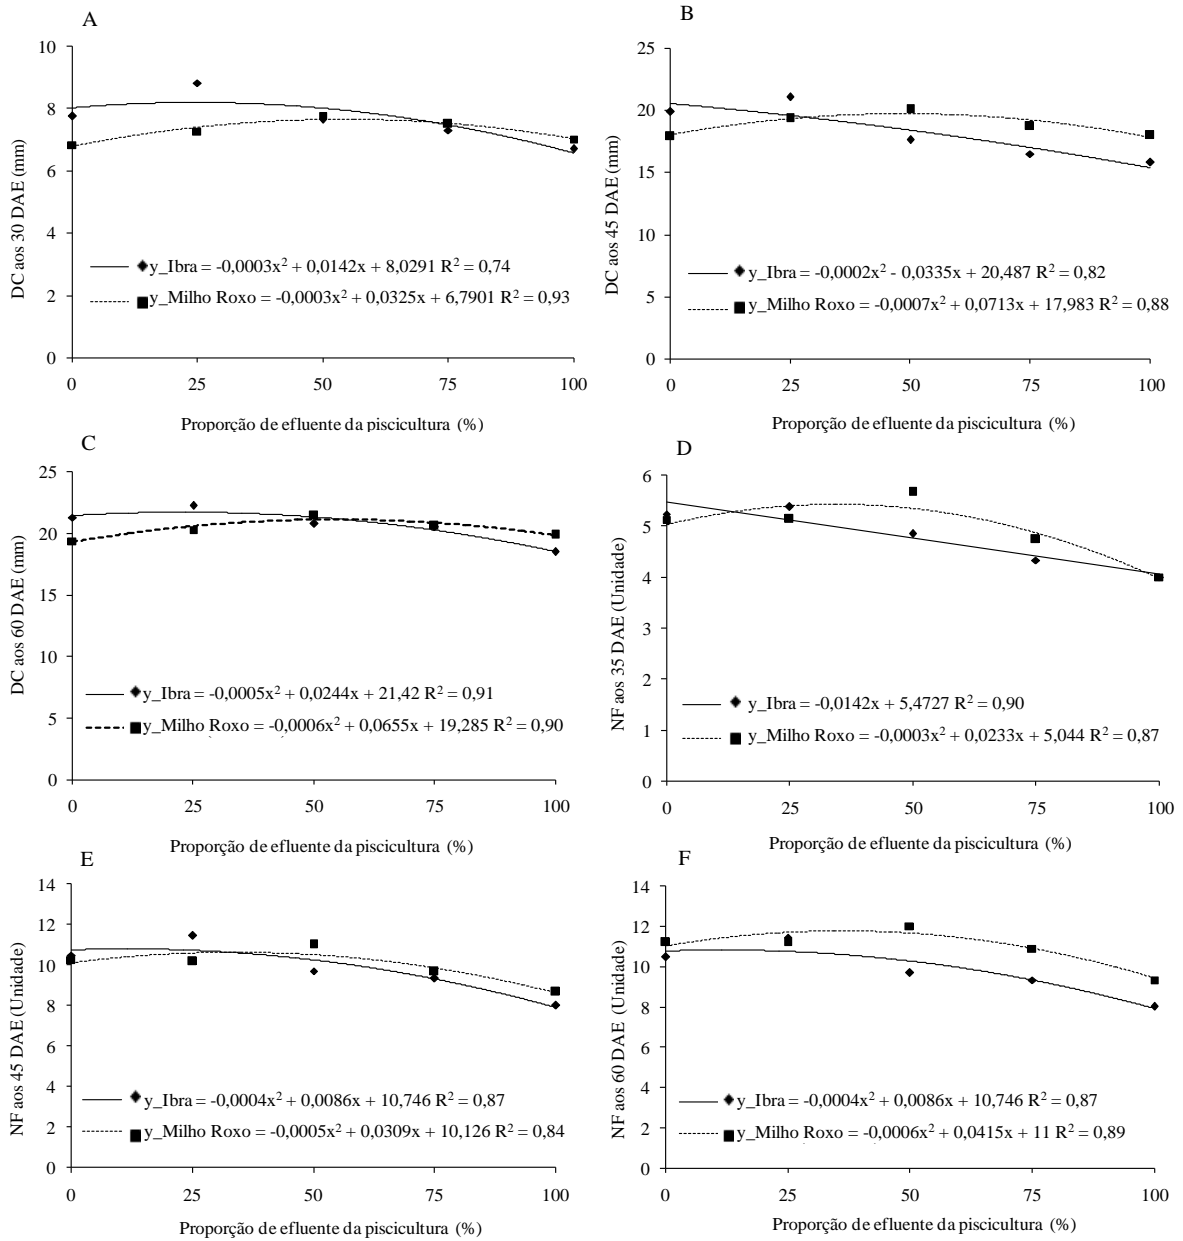 A
10
8
6
4
2
0
DC aos 30 DAE (mm)
y_Ibra = -0,0003x² + 0,0142x + 8,0291 R² = 0,74
y_Milho Roxo = -0,0003x² + 0,0325x + 6,7901 R² = 0,93
0 25 50 75 100
Proporção de efluente da piscicultura (%)
B
25
20
15
10
5
0
DC aos 45 DAE (mm)
y_Ibra = -0,0002x² - 0,0335x + 20,487 R² = 0,82
y_Milho Roxo = -0,0007x² + 0,0713x + 17,983 R² = 0,88
0 25 50 75 100
Proporção de efluente da piscicultura (%)
C
25
20
15
10
5
0
DC aos 60 DAE (mm)
y_Ibra = -0,0005x² + 0,0244x + 21,42 R² = 0,91
y_Milho Roxo = -0,0006x² + 0,0655x + 19,285 R² = 0,90
0 25 50 75 100
Proporção de efluente da piscicultura (%)
D
6
5
4
3
2
1
0
NF aos 35 DAE (Unidade)
y_Ibra = -0,0142x + 5,4727 R² = 0,90
y_Milho Roxo = -0,0003x² + 0,0233x + 5,044 R² = 0,87
0 25 50 75 100
Proporção de efluente da piscicultura (%)
E
14
12
10
8
6
4
2
0
NF aos 45 DAE (Unidade)
y_Ibra = -0,0004x² + 0,0086x + 10,746 R² = 0,87
y_Milho Roxo = -0,0005x² + 0,0309x + 10,126 R² = 0,84
0 25 50 75 100
Proporção de efluente da piscicultura (%)
F
14
12
10
8
6
4
2
0
NF aos 60 DAE (Unidade)
y_Ibra = -0,0004x² + 0,0086x + 10,746 R² = 0,87
y_Milho Roxo = -0,0006x² + 0,0415x + 11 R² = 0,89
0 25 50 75 100
Proporção de efluente da piscicultura (%)